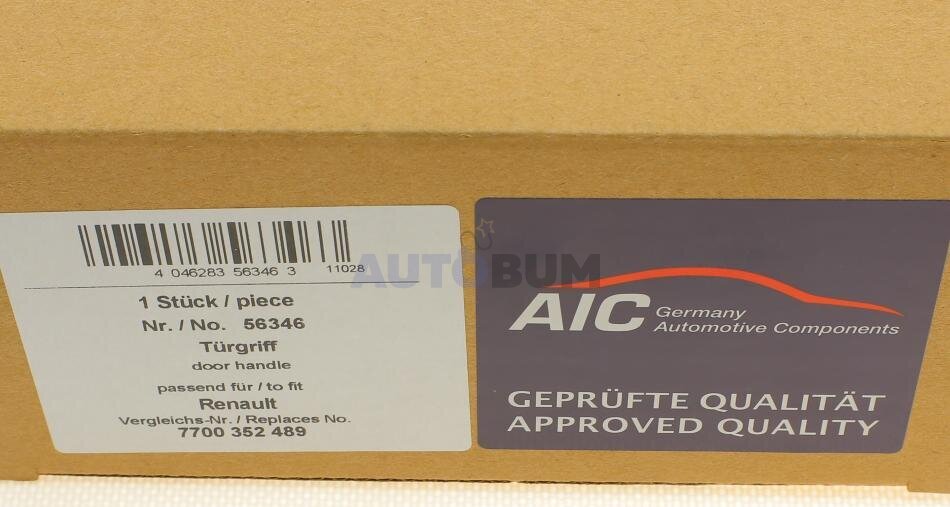 4 046283 56346 3 11028
1 Stück / piece
Nr. / No. 56346
Türgriff
door handle
passend für / to fit
Renault
Vergleichs-Nr. / Replaces No.
7700 352 489
AUTOBUM
AIC Germany
Automotive Components
GEPRÜFTE QUALITÄT
APPROVED QUALITY